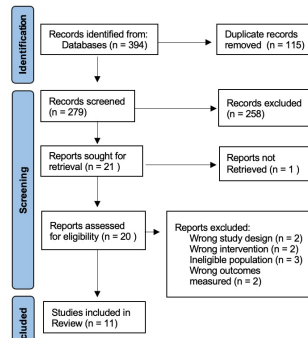 Identification
Records identified from:
Databases (n = 394)
Duplicate records
removed (n = 115)
Screening
Records screened
(n = 279)
Records excluded
(n = 258)
Reports sought for
retrieval (n = 21 )
Reports not
Retrieved (n = 1 )
Reports assessed
for eligibility (n = 20 )
Reports excluded:
Wrong study design (n = 2)
Wrong intervention (n = 2)
Ineligible population (n = 3)
Wrong outcomes
measured (n = 2)
cluded
Studies included in
Review (n = 11)